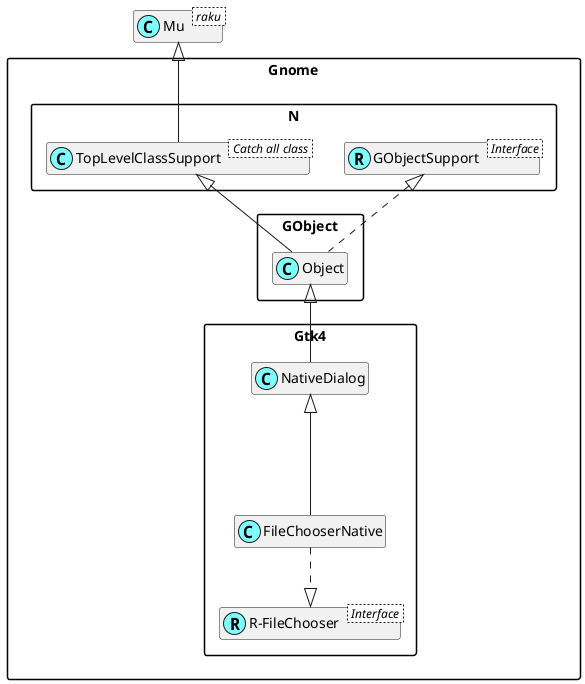 C Mu raku
Gnome
N
C TopLevelClassSupport Catch all class
R GObjectSupport Interface
GObject
C Object
Gtk4
C NativeDialog
C FileChooserNative
R R-FileChooser Interface